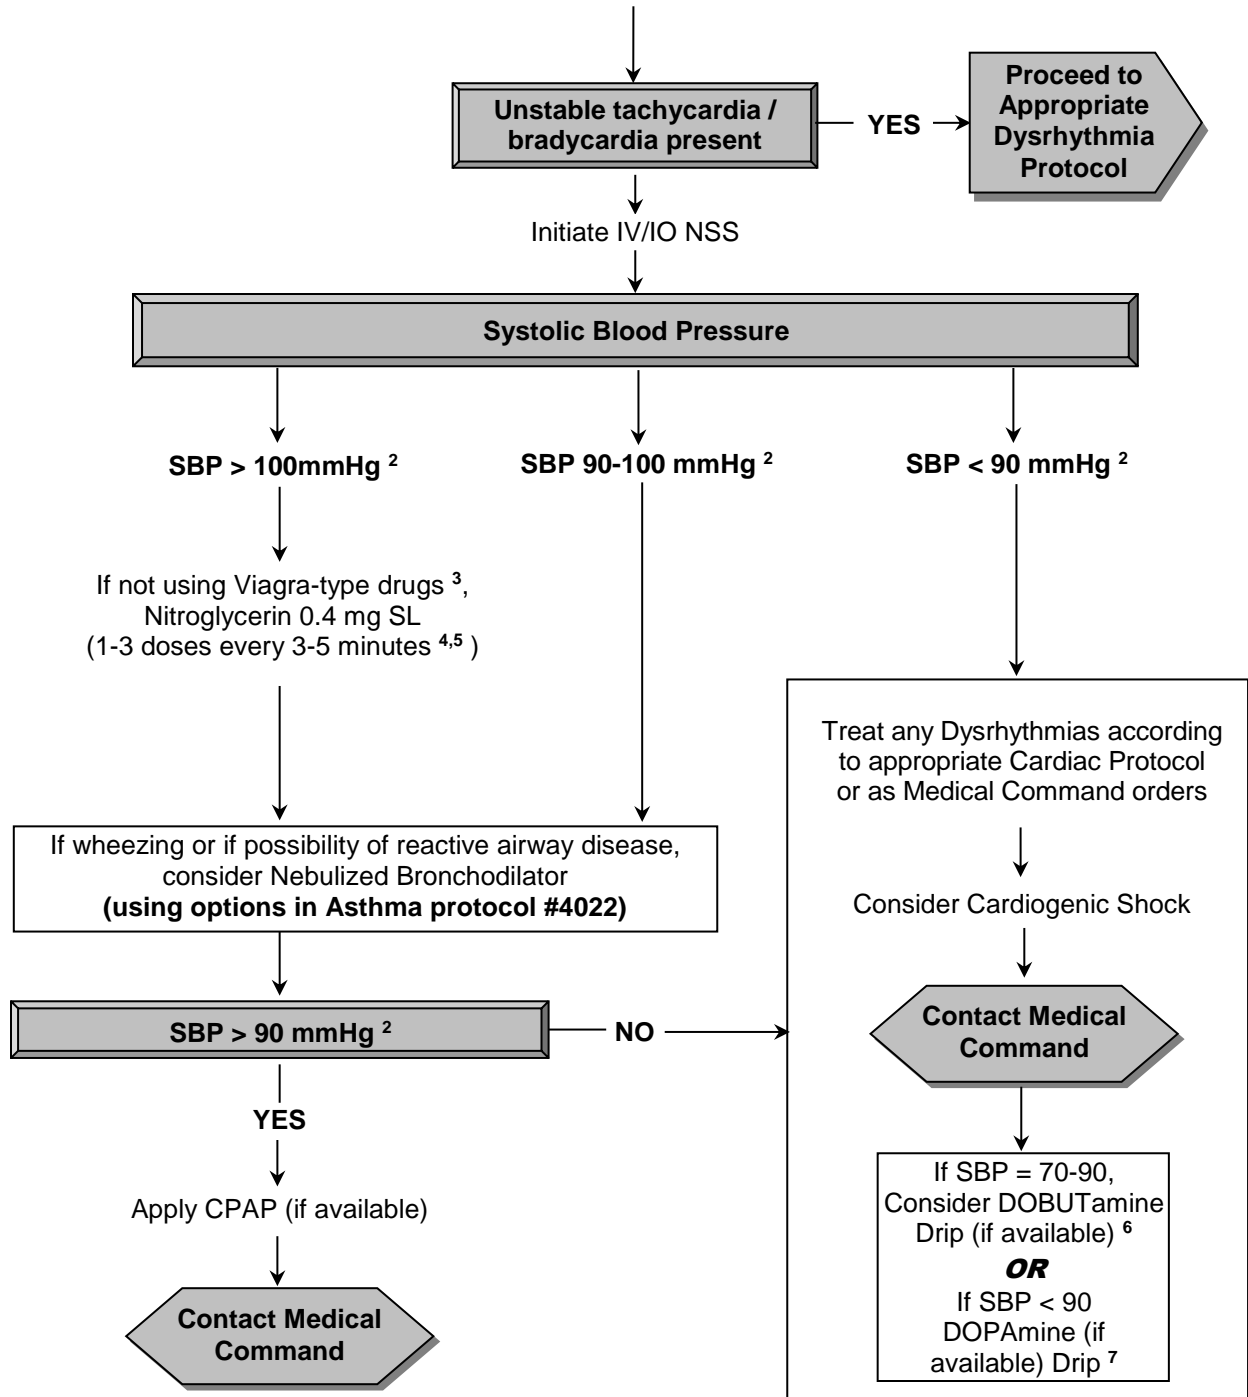 Unstable tachycardia /
bradycardia present
YES
Proceed to
Appropriate
Dysrhythmia
Protocol
Initiate IV/IO NSS
Systolic Blood Pressure
SBP > 100mmHg 2
SBP 90-100 mmHg 2
SBP < 90 mmHg 2
If not using Viagra-type drugs 3,
Nitroglycerin 0.4 mg SL
(1-3 doses every 3-5 minutes 4,5 )
If wheezing or if possibility of reactive airway disease,
consider Nebulized Bronchodilator
(using options in Asthma protocol #4022)
SBP > 90 mmHg 2
NO
YES
Apply CPAP (if available)
Contact Medical
Command
Treat any Dysrhythmias according
to appropriate Cardiac Protocol
or as Medical Command orders
Consider Cardiogenic Shock
Contact Medical
Command
If SBP = 70-90,
Consider DOBUTamine
Drip (if available) 6
OR
If SBP < 90
DOPAmine (if
available) Drip 7